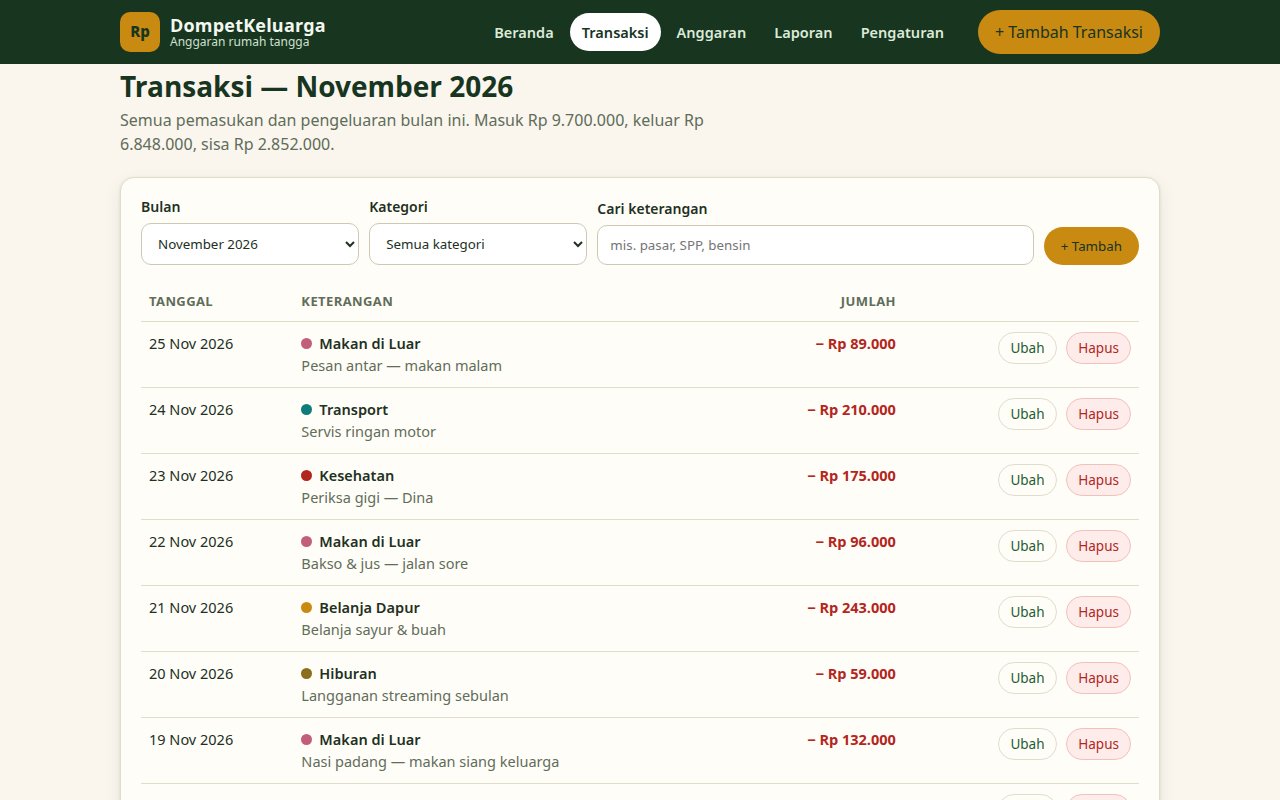 Rp
DompetKeluarga
Anggaran rumah tangga
Beranda
Transaksi
Anggaran
Laporan
Pengaturan
+ Tambah Transaksi
Transaksi — November 2026
Semua pemasukan dan pengeluaran bulan ini. Masuk Rp 9.700.000, keluar Rp
6.848.000, sisa Rp 2.852.000.
Bulan
Kategori
Cari keterangan
November 2026
Semua kategori
mis. pasar, SPP, bensin
+ Tambah
TANGGAL KETERANGAN JUMLAH
25 Nov 2026 Makan di Luar − Rp 89.000 Ubah Hapus
Pesan antar — makan malam
24 Nov 2026 Transport − Rp 210.000 Ubah Hapus
Servis ringan motor
23 Nov 2026 Kesehatan − Rp 175.000 Ubah Hapus
Periksa gigi — Dina
22 Nov 2026 Makan di Luar − Rp 96.000 Ubah Hapus
Bakso & jus — jalan sore
21 Nov 2026 Belanja Dapur − Rp 243.000 Ubah Hapus
Belanja sayur & buah
20 Nov 2026 Hiburan − Rp 59.000 Ubah Hapus
Langganan streaming sebulan
19 Nov 2026 Makan di Luar − Rp 132.000 Ubah Hapus
Nasi padang — makan siang keluarga